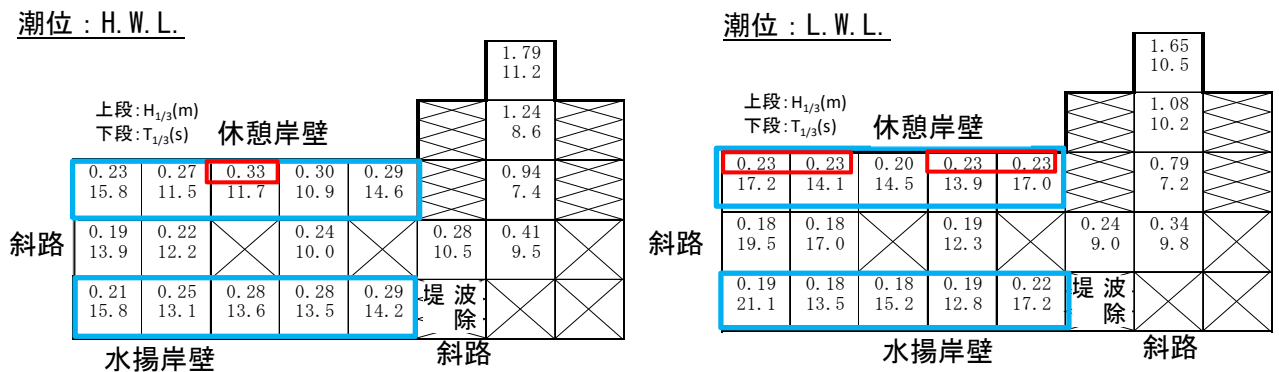 潮位：H.W.L.
1.79
11.2
上段：H1/3(m)
下段：T1/3(s)
休憩岸壁
1.24
8.6
0.23 0.27 0.33 0.30 0.29 0.94
15.8 11.5 11.7 10.9 14.6 7.4
斜路
0.19 0.22 0.24 0.28 0.41
13.9 12.2 10.0 10.5 9.5
0.21 0.25 0.28 0.28 0.29
15.8 13.1 13.6 13.5 14.2
堤 波
除
水揚岸壁
斜路
潮位：L.W.L.
1.65
10.5
上段：H1/3(m)
下段：T1/3(s)
休憩岸壁
1.08
10.2
0.23 0.23 0.20 0.23 0.23 0.79
17.2 14.1 14.5 13.9 17.0 7.2
斜路
0.18 0.18 0.19 0.24 0.34
19.5 17.0 12.3 9.0 9.8
0.19 0.18 0.18 0.19 0.22
21.1 13.5 15.2 12.8 17.2
堤 波
除
水揚岸壁
斜路